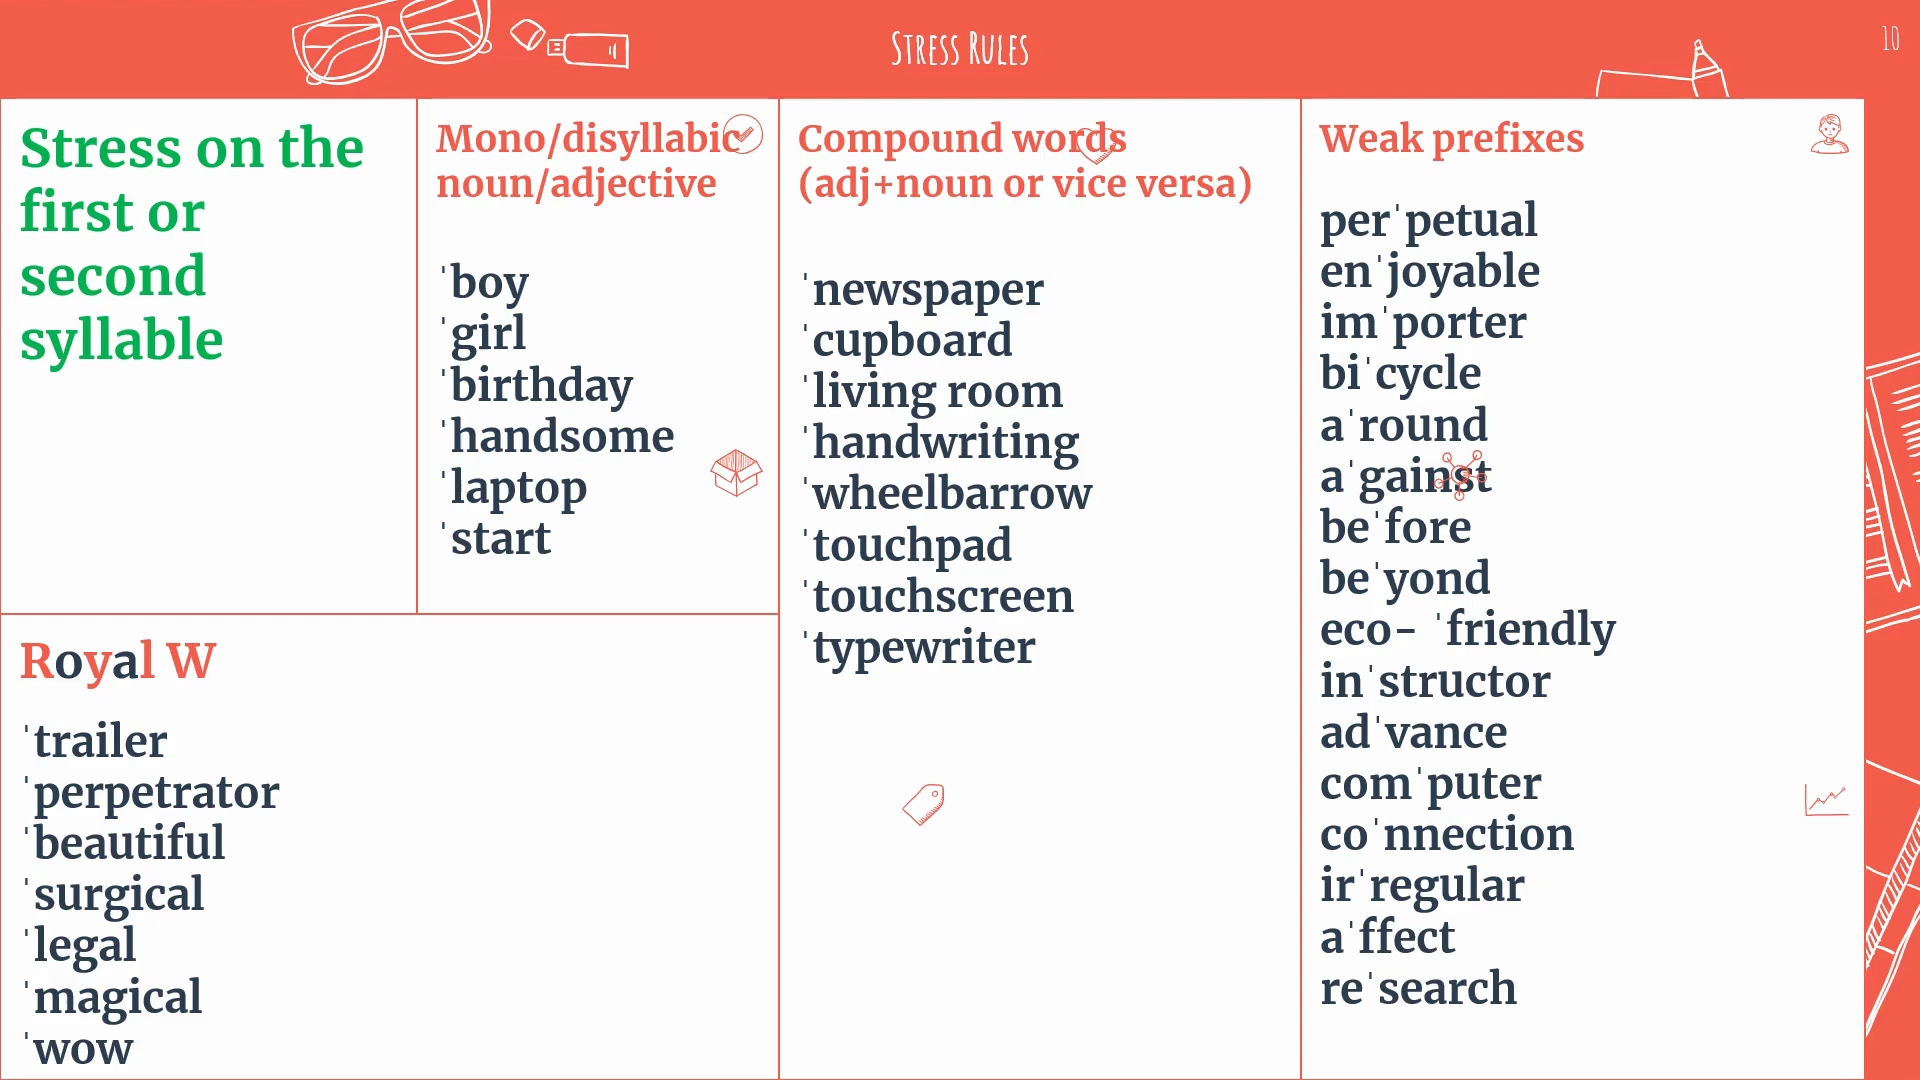 Stress Rules
10
Stress on the
first or
second
syllable
Mono/disyllabic
noun/adjective
ˈboy
ˈgirl
ˈbirthday
ˈhandsome
ˈlaptop
ˈstart
Royal W
ˈtrailer
ˈperpetrator
ˈbeautiful
ˈsurgical
ˈlegal
ˈmagical
ˈwow
Compound words
(adj+noun or vice versa)
ˈnewspaper
ˈcupboard
ˈliving room
ˈhandwriting
ˈwheelbarrow
ˈtouchpad
ˈtouchscreen
ˈtypewriter
Weak prefixes
perˈpetual
enˈjoyable
imˈporter
biˈcycle
aˈround
aˈgainst
beˈfore
beˈyond
eco- ˈfriendly
inˈstructor
adˈvance
comˈputer
coˈnnection
irˈregular
aˈffect
reˈsearch